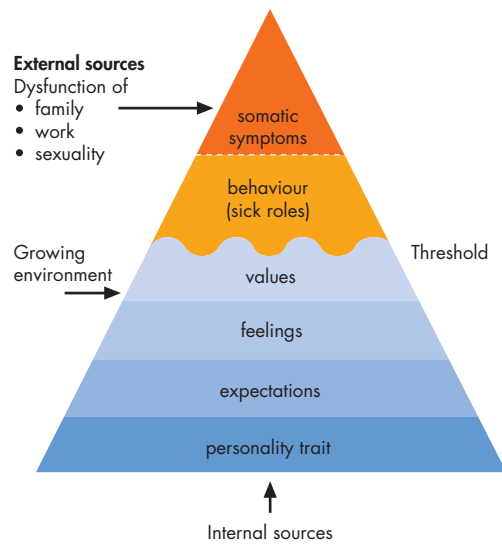 External sources
Dysfunction of
• family
• work
• sexuality
somatic
symptoms
behaviour
(sick roles)
Growing
environment
Threshold
values
feelings
expectations
personality trait
Internal sources